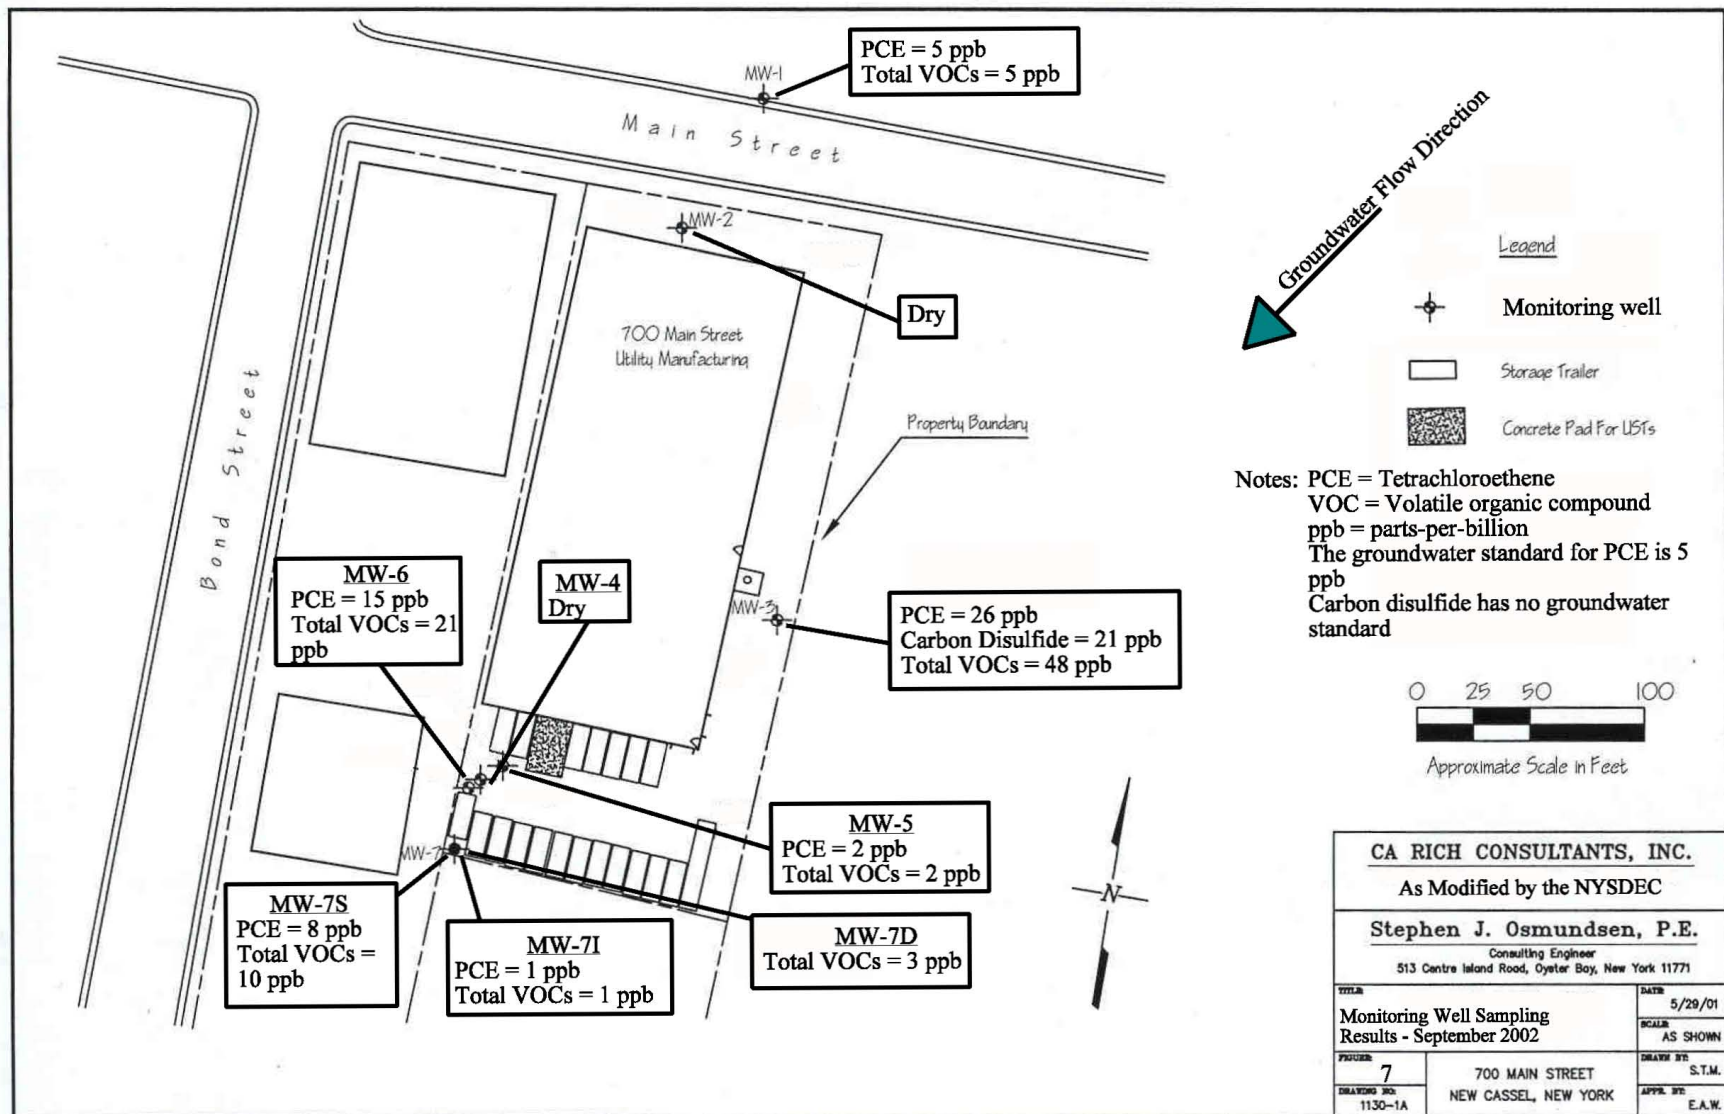 PCE = 5 ppb
Total VOCs = 5 ppb
MW-1
Main Street
MW-2
Groundwater Flow Direction
Dry
700 Main Street
Utility Manufacturing
Bond Street
Property Boundary
Legend
Monitoring well
Storage Trailer
Concrete Pad For USTs
Notes: PCE = Tetrachloroethene
VOC = Volatile organic compound
ppb = parts-per-billion
The groundwater standard for PCE is 5
ppb
Carbon disulfide has no groundwater
standard
MW-6
PCE = 15 ppb
Total VOCs = 21
ppb
MW-4
Dry
MW-3
PCE = 26 ppb
Carbon Disulfide = 21 ppb
Total VOCs = 48 ppb
0 25 50 100
Approximate Scale in Feet
MW-5
PCE = 2 ppb
Total VOCs = 2 ppb
MW-7
MW-7S
PCE = 8 ppb
Total VOCs =
10 ppb
MW-7I
PCE = 1 ppb
Total VOCs = 1 ppb
MW-7D
Total VOCs = 3 ppb
N
CA RICH CONSULTANTS, INC.
As Modified by the NYSDEC
Stephen J. Osmundsen, P.E.
Consulting Engineer
513 Centre Island Road, Oyster Bay, New York 11771
TITLE
Monitoring Well Sampling
Results - September 2002
DATE
5/29/01
SCALE
AS SHOWN
FIGURE
7
DRAWING NO:
1130-1A
700 MAIN STREET
NEW CASSEL, NEW YORK
DRAWN BY:
S.T.M.
APPR. BY:
E.A.W.